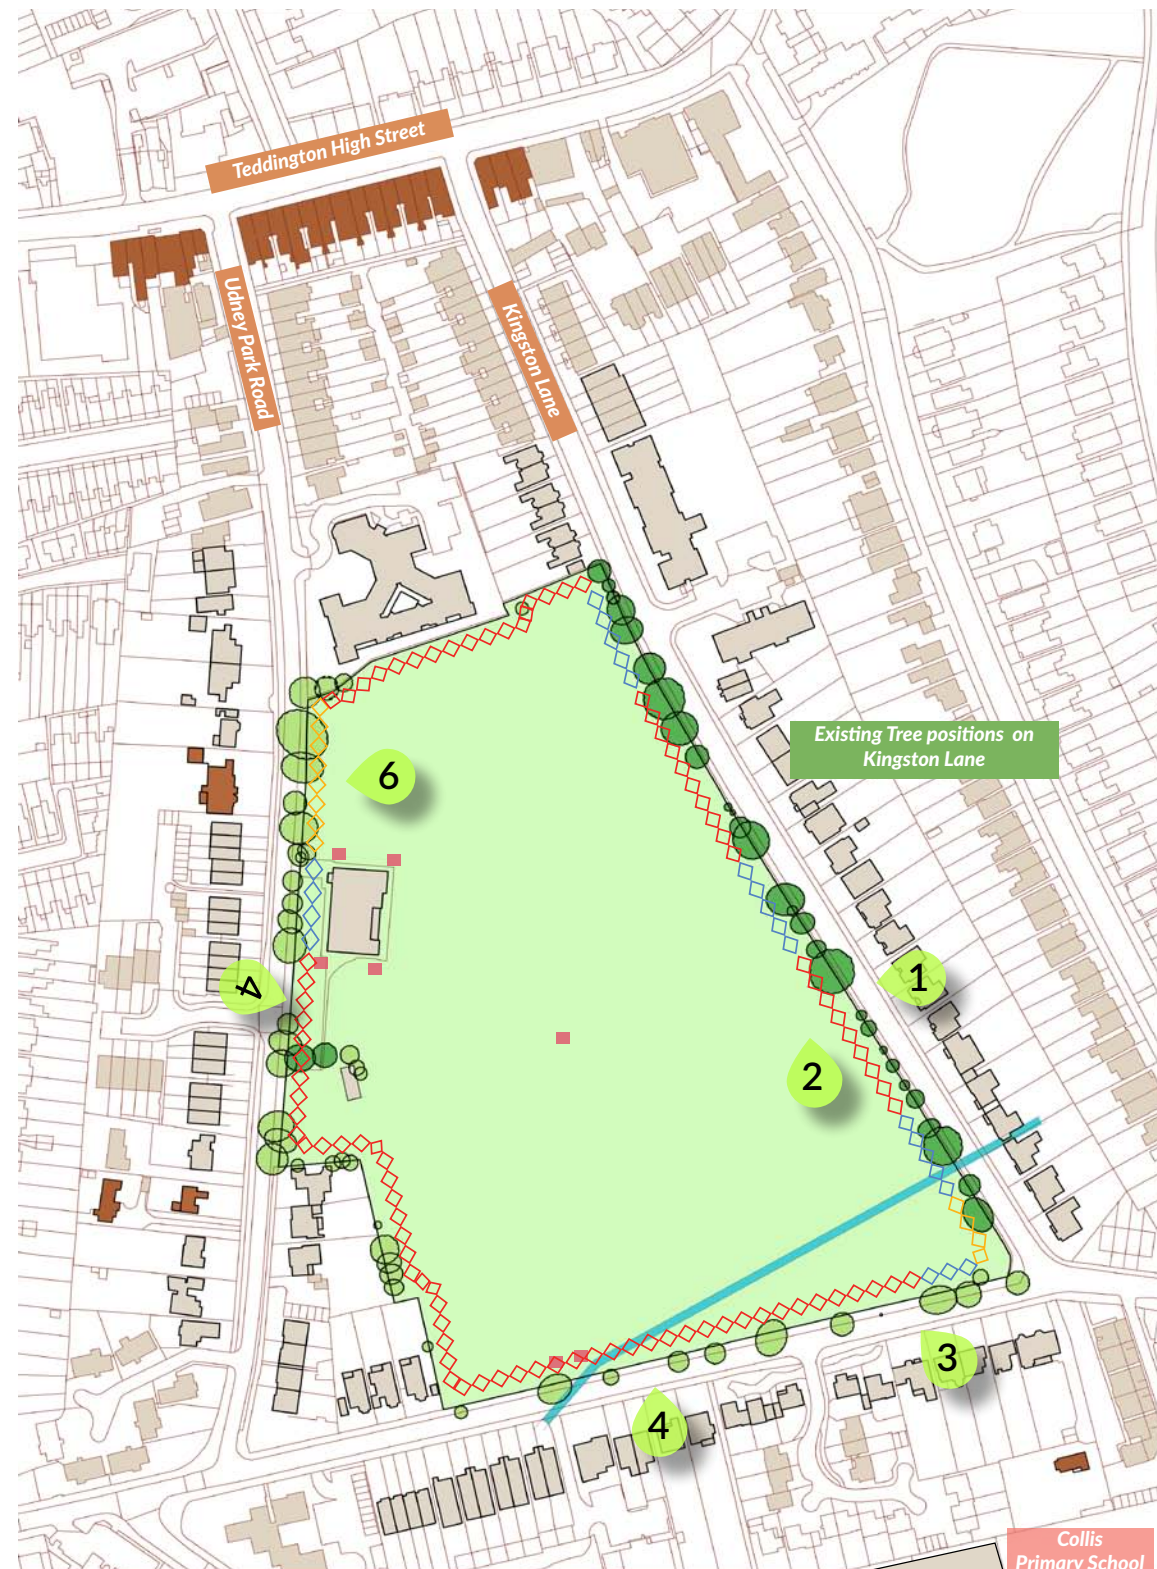 Teddington High Street
Udney Park Road
Kingston Lane
Existing Tree positions on
Kingston Lane
6
4
1
2
3
4
Collis
Primary School